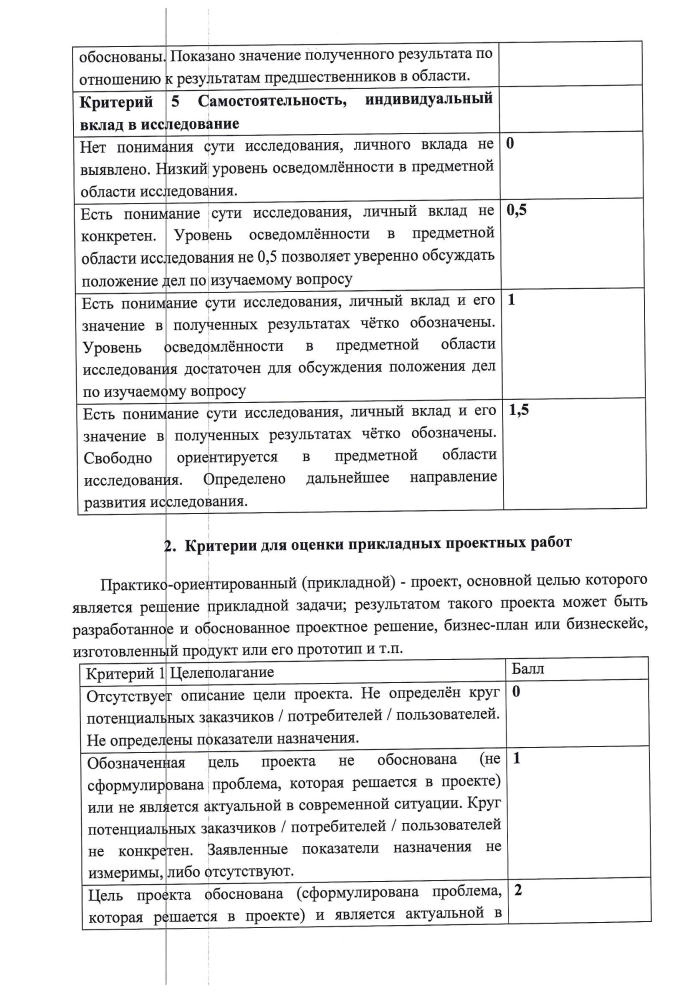 обоснованы. Показано значение полученного результата по
отношению к результатам предшественников в области.
Критерий 5 Самостоятельность, индивидуальный
вклад в исследование
Нет понимания сути исследования, личного вклада не 0
выявлено. Низкий уровень осведомлённости в предметной
области исследования.
Есть понимание сути исследования, личный вклад не 0,5
конкретен. Уровень осведомлённости в предметной
области исследования не 0,5 позволяет уверенно обсуждать
положение дел по изучаемому вопросу
Есть понимание сути исследования, личный вклад и его 1
значение в полученных результатах чётко обозначены.
Уровень осведомлённости в предметной области
исследования достаточен для обсуждения положения дел
по изучаемому вопросу
Есть понимание сути исследования, личный вклад и его 1,5
значение в полученных результатах чётко обозначены.
Свободно ориентируется в предметной области
исследования. Определено дальнейшее направление
развития исследования.
2. Критерии для оценки прикладных проектных работ
Практико-ориентированный (прикладной) - проект, основной целью которого
является решение прикладной задачи; результатом такого проекта может быть
разработанное и обоснованное проектное решение, бизнес-план или бизнескейс,
изготовленный продукт или его прототип и т.п.
Критерий 1 Целеполагание Балл
Отсутствует описание цели проекта. Не определён круг 0
потенциальных заказчиков / потребителей / пользователей.
Не определены показатели назначения.
Обозначенная цель проекта не обоснована (не 1
сформулирована проблема, которая решается в проекте)
или не является актуальной в современной ситуации. Круг
потенциальных заказчиков / потребителей / пользователей
не конкретен. Заявленные показатели назначения не
измеримы, либо отсутствуют.
Цель проекта обоснована (сформулирована проблема, 2
которая решается в проекте) и является актуальной в